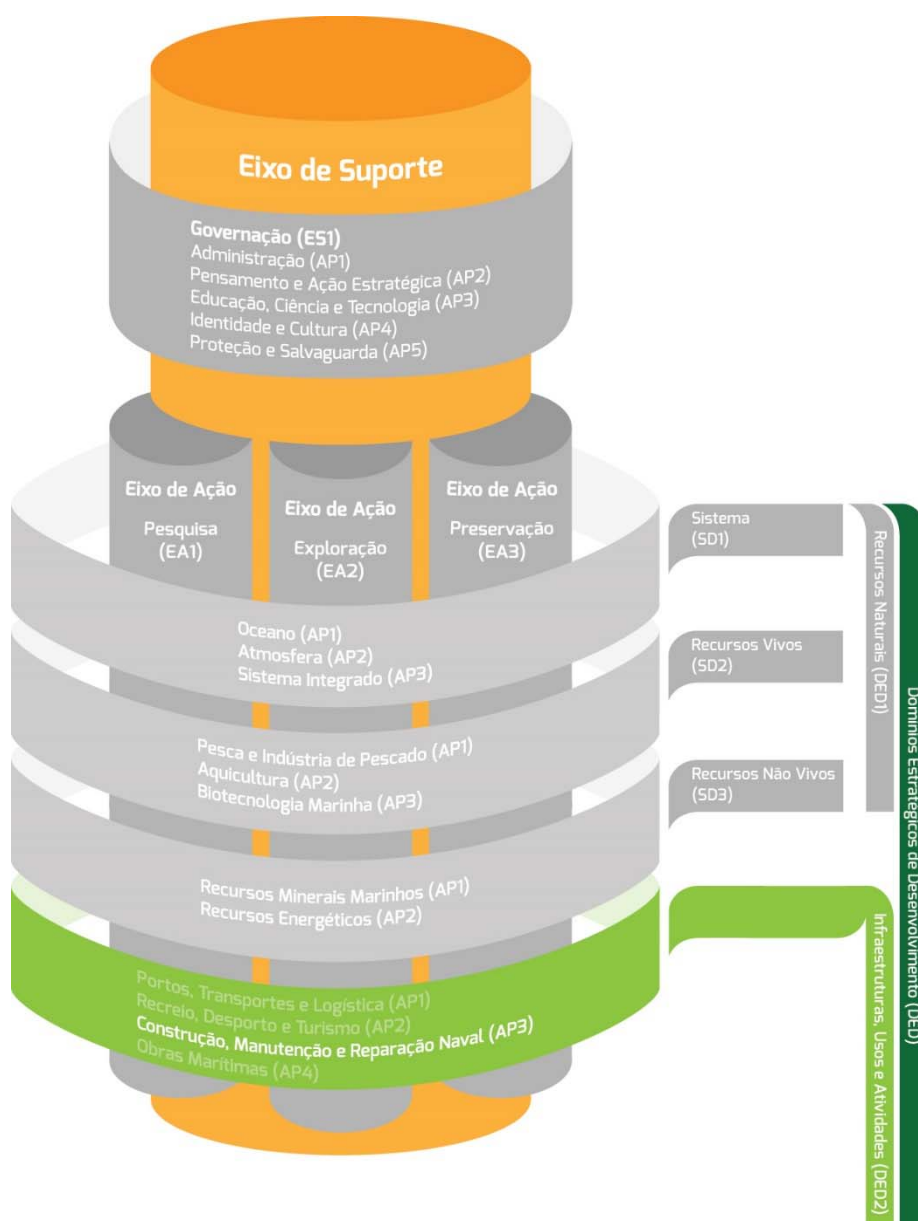 Eixo de Suporte
Governação (ES1)
Administração (AP1)
Pensamento e Ação Estratégica (AP2)
Educação, Ciência e Tecnologia (AP3)
Identidade e Cultura (AP4)
Proteção e Salvaguarda (AP5)
Eixo de Ação
Pesquisa
(EA1)
Eixo de Ação
Exploração
(EA2)
Eixo de Ação
Preservação
(EA3)
Oceano (AP1)
Atmosfera (AP2)
Sistema Integrado (AP3)
Sistema
(SD1)
Pesca e Indústria de Pescado (AP1)
Aquicultura (AP2)
Biotecnologia Marinha (AP3)
Recursos Vivos
(SD2)
Recursos Minerais Marinhos (AP1)
Recursos Energéticos (AP2)
Recursos Não Vivos
(SD3)
Recursos Naturais (DED1)
Portos, Transportes e Logística (AP1)
Recreio, Desporto e Turismo (AP2)
Construção, Manutenção e Reparação Naval (AP3)
Obras Marítimas (AP4)
Infraestruturas, Usos e Atividades (DED2)
Domínios Estratégicos de Desenvolvimento (DED)